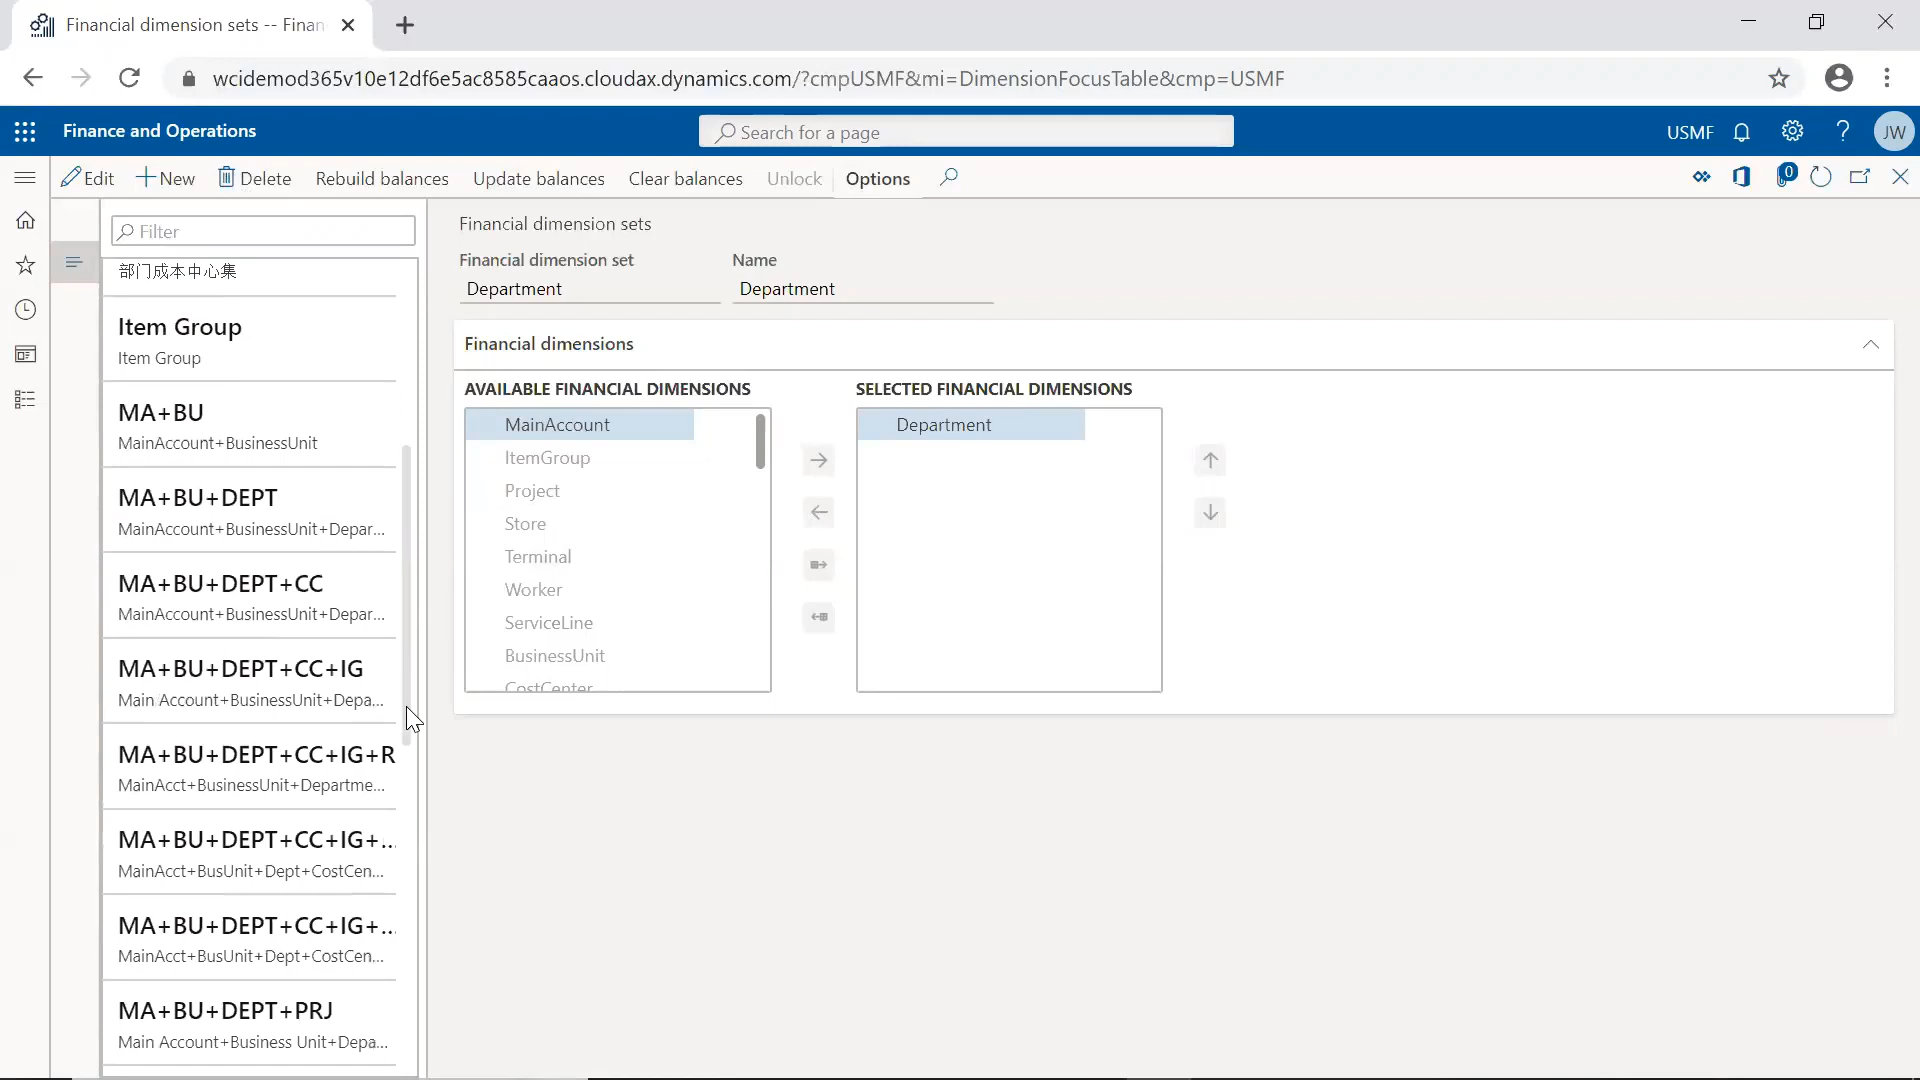 Financial dimension sets -- Finan
wcidemod365v10e12df6e5ac8585caaos.cloudax.dynamics.com/?cmpUSMF&mi=DimensionFocusTable&cmp=USMF
Finance and Operations
Search for a page
USMF
?
JW
Edit
New
Delete
Rebuild balances
Update balances
Clear balances
Unlock
Options
0
Filter
部门成本中心集
Item Group
Item Group
MA+BU
MainAccount+BusinessUnit
MA+BU+DEPT
MainAccount+BusinessUnit+Depar...
MA+BU+DEPT+CC
MainAccount+BusinessUnit+Depar...
MA+BU+DEPT+CC+IG
Main Account+BusinessUnit+Depa...
MA+BU+DEPT+CC+IG+R
MainAcct+BusinessUnit+Departme...
MA+BU+DEPT+CC+IG+...
MainAcct+BusUnit+Dept+CostCen...
MA+BU+DEPT+CC+IG+...
MainAcct+BusUnit+Dept+CostCen...
MA+BU+DEPT+PRJ
Main Account+Business Unit+Depa...
Financial dimension sets
Financial dimension set
Name
Department
Department
Financial dimensions
AVAILABLE FINANCIAL DIMENSIONS
SELECTED FINANCIAL DIMENSIONS
MainAccount
ItemGroup
Project
Store
Terminal
Worker
ServiceLine
BusinessUnit
CostCenter
Department